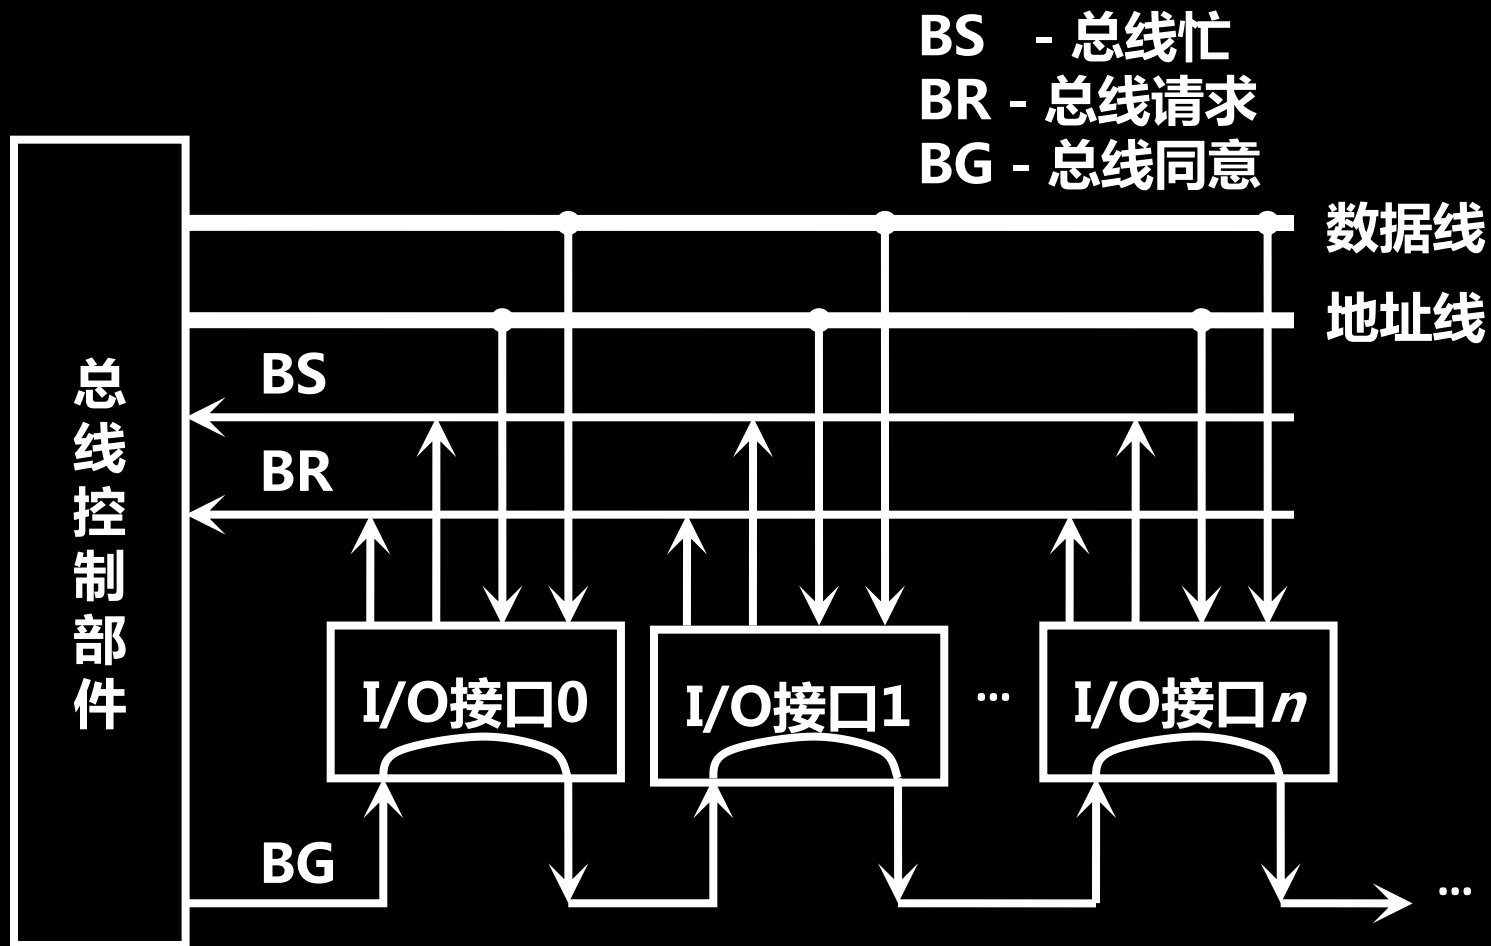 BS - 总线忙
BR - 总线请求
BG - 总线同意
数据线
地址线
BS
BR
总线控制部件
I/O接口0
I/O接口1
...
I/O接口n
BG
...